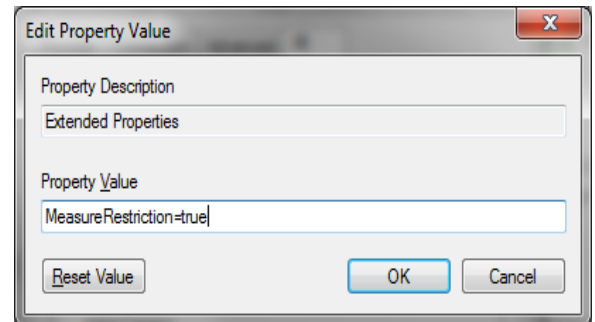 Edit Property Value
Property Description
Extended Properties
Property Value
MeasureRestriction=true
Reset Value
OK
Cancel